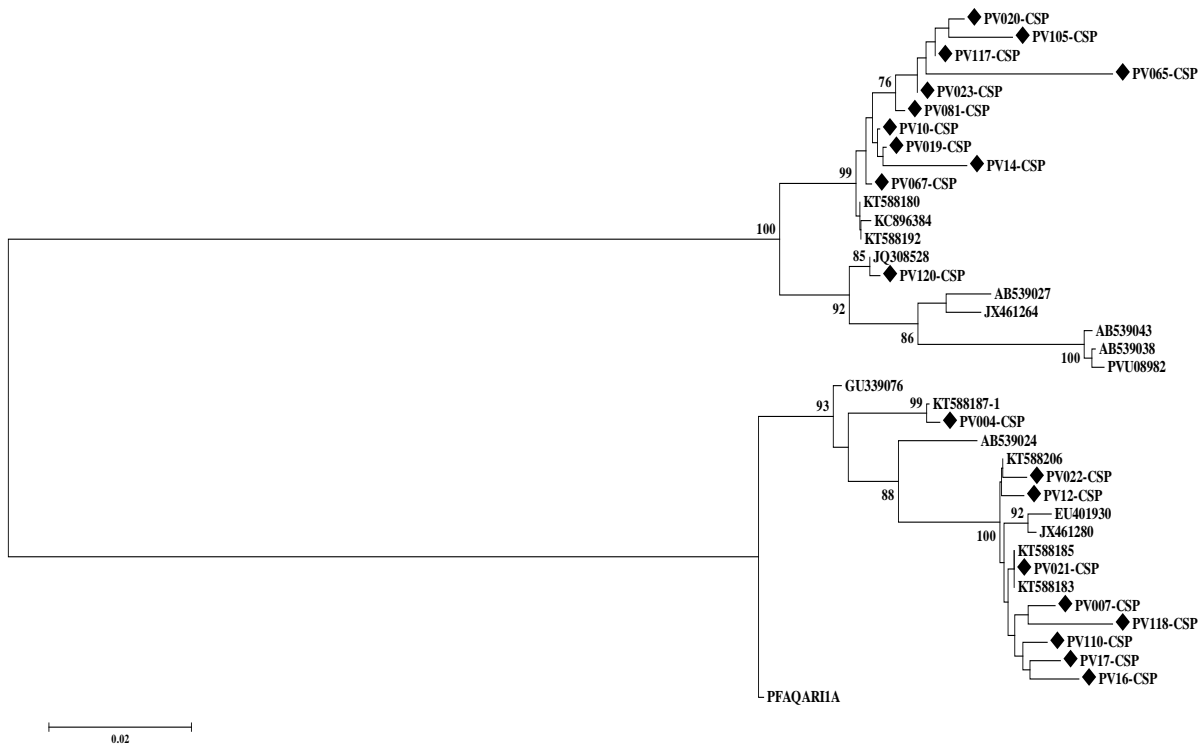 PV020-CSP
PV105-CSP
PV117-CSP
PV065-CSP
76
PV023-CSP
PV081-CSP
PV10-CSP
PV019-CSP
PV14-CSP
99
PV067-CSP
KT588180
KC896384
100
KT588192
85
JQ308528
PV120-CSP
AB539027
92
JX461264
AB539043
86
100
AB539038
PVU08982
GU339076
93
99
KT588187-1
PV004-CSP
AB539024
KT588206
PV022-CSP
88
PV12-CSP
92
EU401930
100
JX461280
KT588185
PV021-CSP
KT588183
PV007-CSP
PV118-CSP
PV110-CSP
PV17-CSP
PV16-CSP
PFAQARI1A
0.02